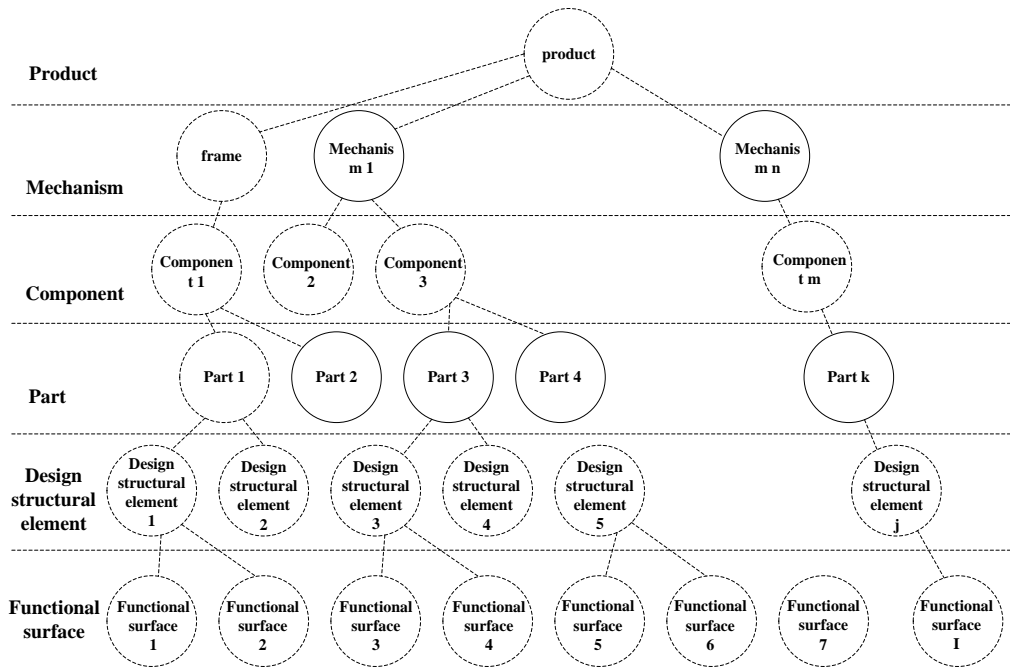 product
Product
frame
Mechanis
m 1
Mechanis
m n
Mechanism
Componen
t 1
Component
2
Component
3
Componen
t m
Component
Part 1
Part 2
Part 3
Part 4
Part k
Part
Design
structural
element
Design
structural
element
1
Design
structural
element
2
Design
structural
element
3
Design
structural
element
4
Design
structural
element
5
Design
structural
element
j
Functional
surface
Functional
surface
1
Functional
surface
2
Functional
surface
3
Functional
surface
4
Functional
surface
5
Functional
surface
6
Functional
surface
7
Functional
surface
I